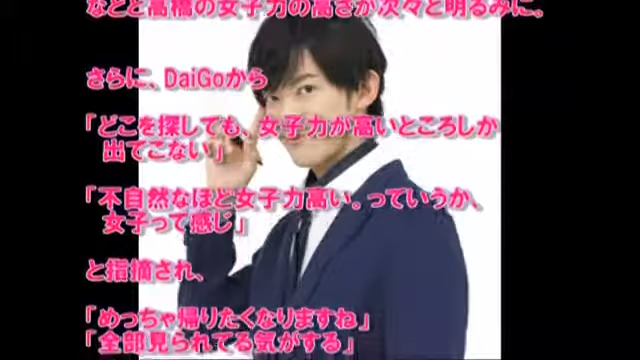 などと高橋の女子力の高さが次々と明るみに。
さらに、DaiGoから
「どこを探しても、女子力が高いところしか
出てこない」
「不自然なほど女子力高い。っていうか、
女子って感じ」
と指摘され、
「めっちゃ帰りたくなりますね」
「全部見られてる気がする」